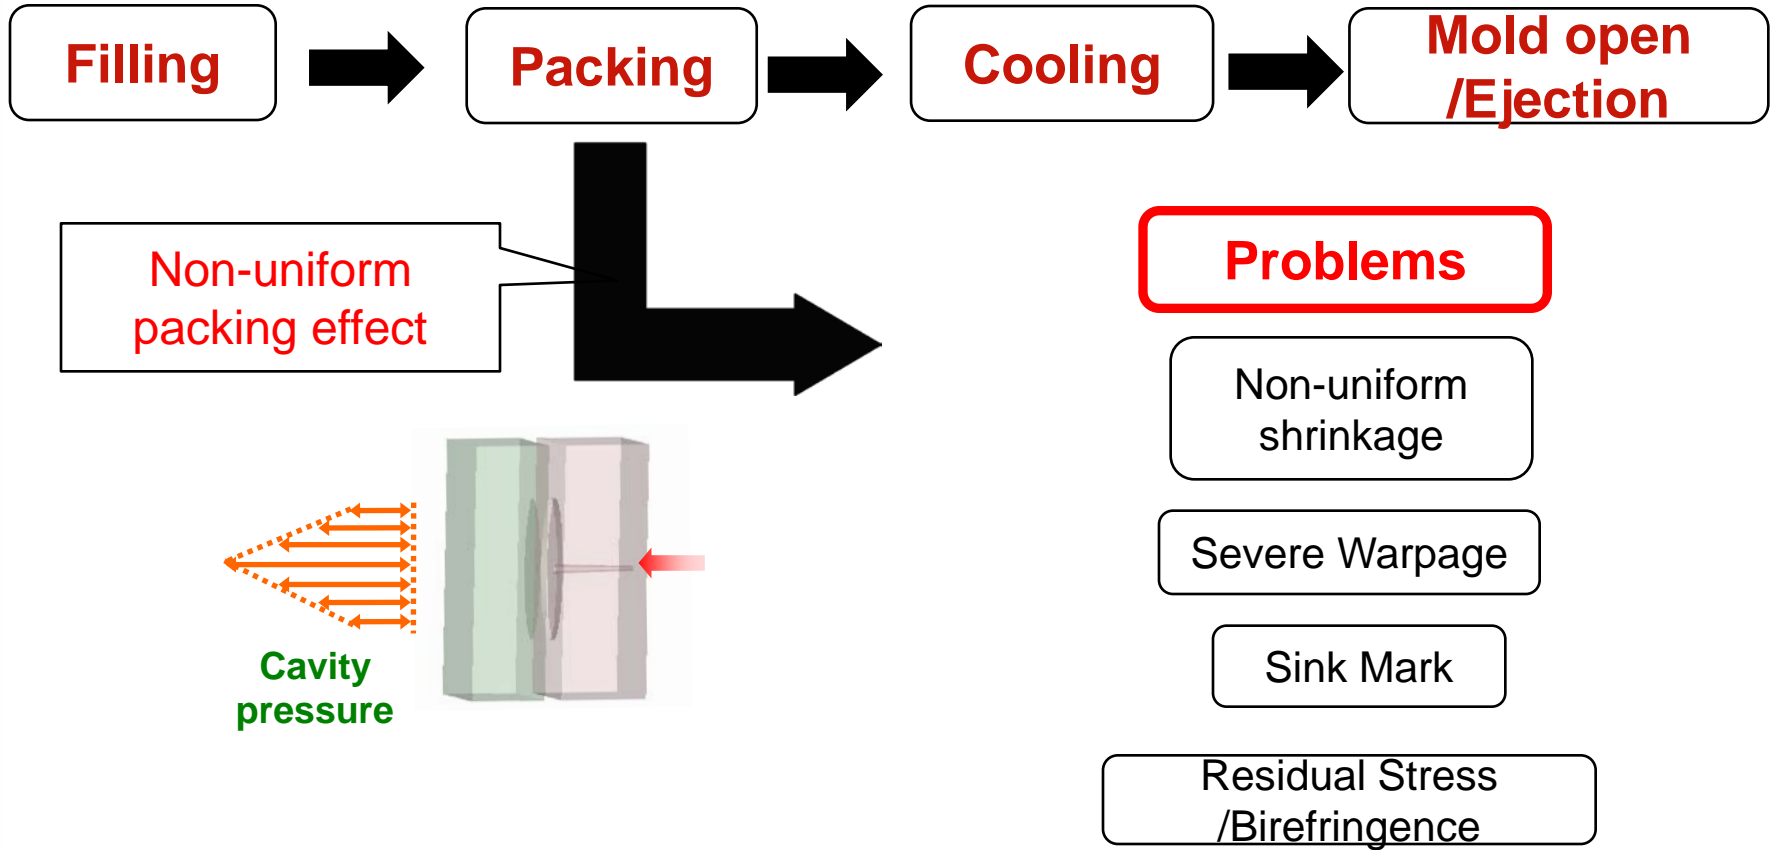 Filling
Packing
Cooling
Mold open
/Ejection
Non-uniform
packing effect
Problems
Non-uniform
shrinkage
Severe Warpage
Sink Mark
Cavity
pressure
Residual Stress
/Birefringence